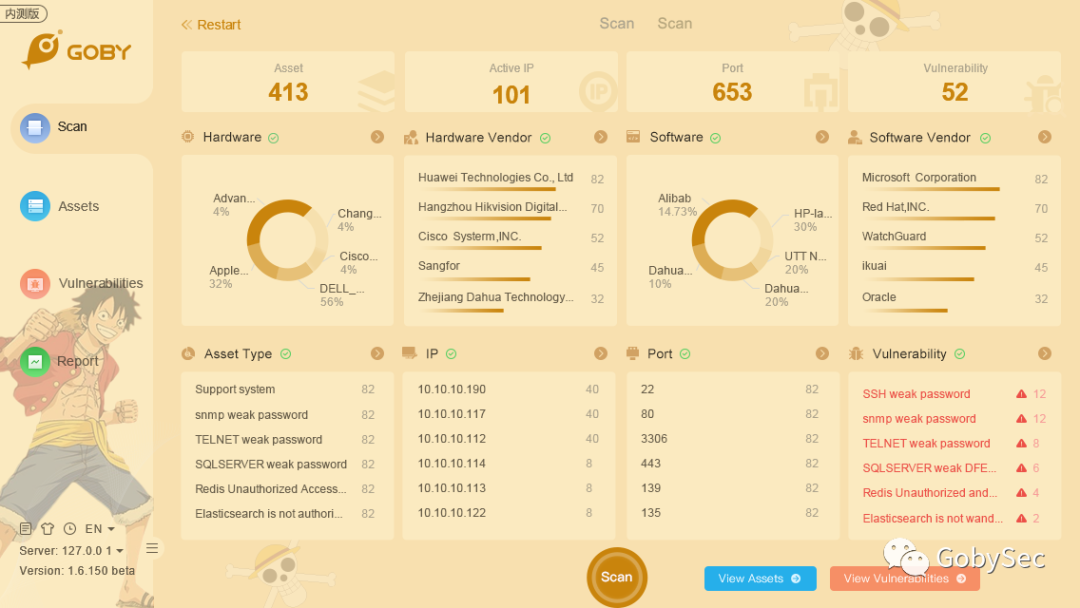 内测版
GOBY
Restart
Scan Scan
Asset
413
Active IP
101
Port
653
Vulnerability
52
Scan
Assets
Vulnerabilities
Report
Hardware
Advan...
4%
Chang...
4%
Cisco...
4%
Apple...
32%
DELL_...
56%
Hardware Vendor
Huawei Technologies Co., Ltd 82
Hangzhou Hikvision Digital... 70
Cisco Systerm,INC. 52
Sangfor 45
Zhejiang Dahua Technology... 32
Software
Alibab
14.73%
HP-la...
30%
UTT N...
20%
Dahua...
10%
Dahua...
20%
Software Vendor
Microsoft Corporation 82
Red Hat,INC. 70
WatchGuard 52
ikuai 45
Oracle 32
Asset Type
Support system 82
snmp weak password 82
TELNET weak password 82
SQLSERVER weak password 82
Redis Unauthorized Access... 82
Elasticsearch is not authori... 82
IP
10.10.10.190 40
10.10.10.117 40
10.10.10.112 40
10.10.10.114 8
10.10.10.113 8
10.10.10.122 8
Port
22 82
80 82
3306 82
443 82
139 82
135 82
Vulnerability
SSH weak password 12
snmp weak password 12
TELNET weak password 8
SQLSERVER weak DFE... 6
Redis Unauthorized and... 4
Elasticsearch is not wand... 2
EN
Server: 127.0.0 1
Version: 1.6.150 beta
Scan
View Assets
View Vulnerabilities
GobySec